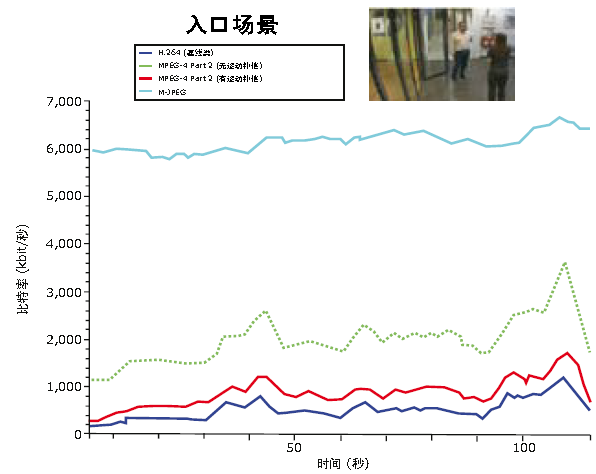 入口场景
H.264 (基线类)
MPEG-4 Part 2 (无运动补偿)
MPEG-4 Part 2 (有运动补偿)
M-JPEG
7,000
6,000
5,000
4,000
3,000
2,000
1,000
0
比特率 (kbit/秒)
50
100
时间 (秒)